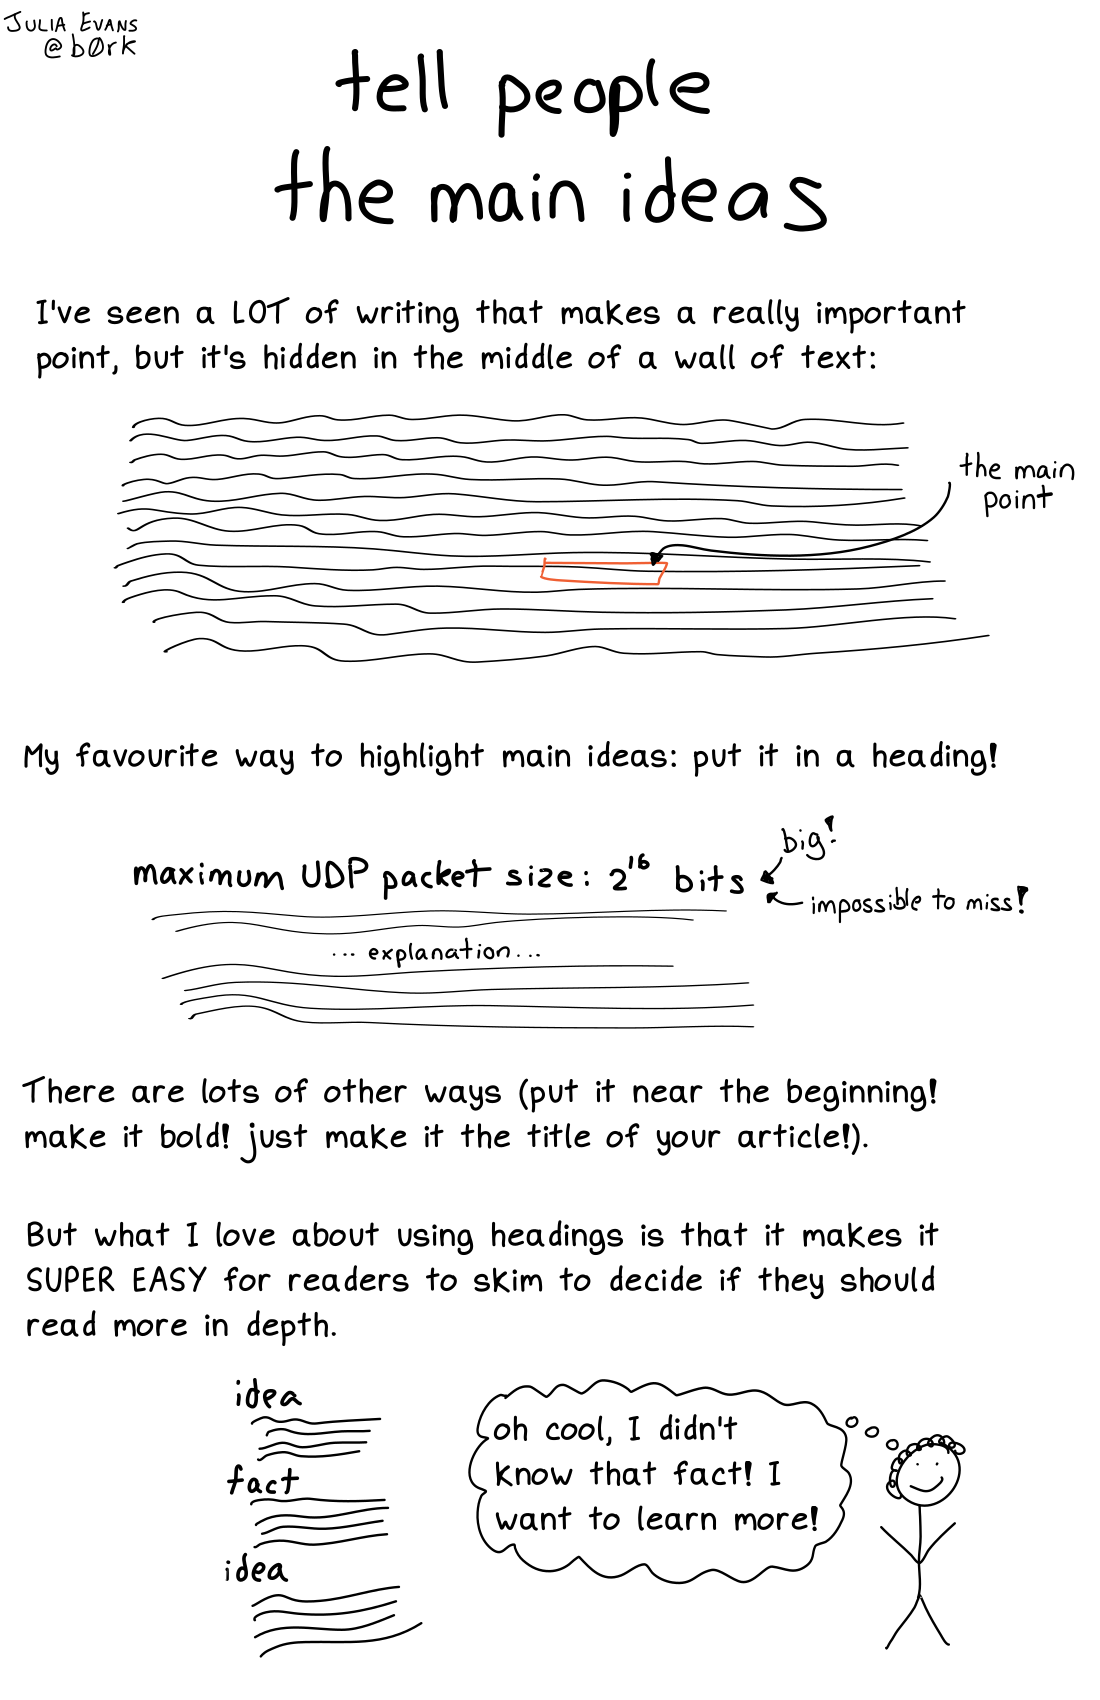 JULIA EVANS
@b0rk
tell people
the main ideas
I've seen a LOT of writing that makes a really important
point, but it's hidden in the middle of a wall of text:
the main
point
My favourite way to highlight main ideas: put it in a heading!
big!
maximum UDP packet size: 2¹⁶ bits
impossible to miss!
... explanation...
There are lots of other ways (put it near the beginning!
make it bold! just make it the title of your article!).
But what I love about using headings is that it makes it
SUPER EASY for readers to skim to decide if they should
read more in depth.
idea
fact
idea
oh cool, I didn't
know that fact! I
want to learn more!